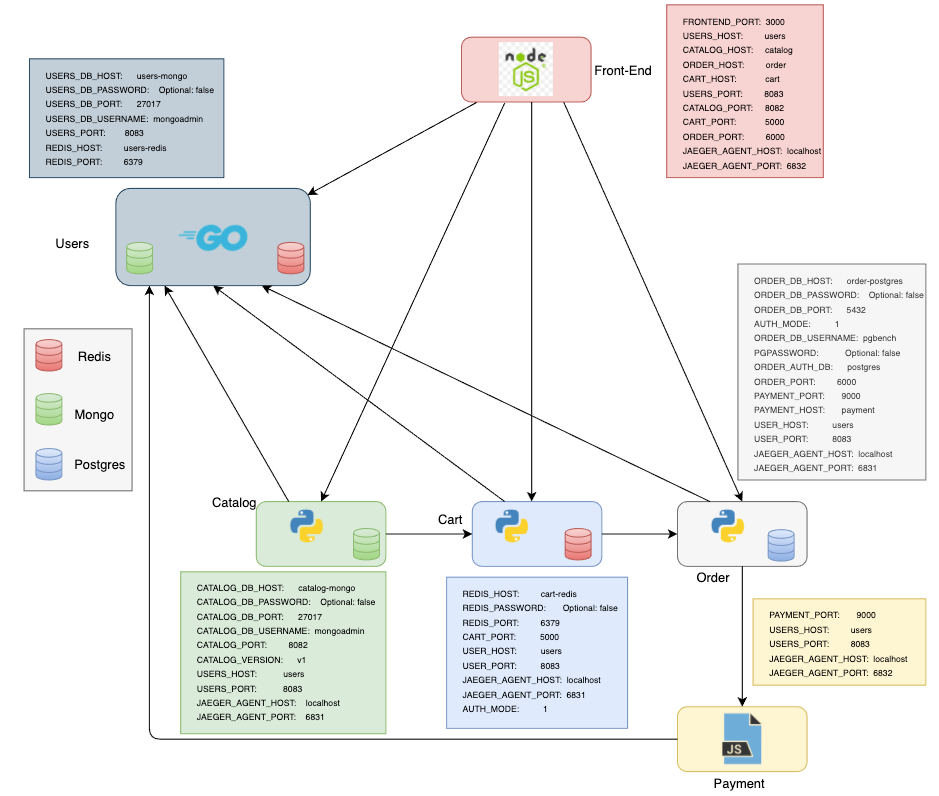 FRONTEND_PORT: 3000
USERS_HOST: users
CATALOG_HOST: catalog
ORDER_HOST: order
CART_HOST: cart
USERS_PORT: 8083
CATALOG_PORT: 8082
CART_PORT: 5000
ORDER_PORT: 6000
JAEGER_AGENT_HOST: localhost
JAEGER_AGENT_PORT: 6832
node
JS
Front-End
USERS_DB_HOST: users-mongo
USERS_DB_PASSWORD: Optional: false
USERS_DB_PORT: 27017
USERS_DB_USERNAME: mongoadmin
USERS_PORT: 8083
REDIS_HOST: users-redis
REDIS_PORT: 6379
Users
GO
Redis
Mongo
Postgres
ORDER_DB_HOST: order-postgres
ORDER_DB_PASSWORD: Optional: false
ORDER_DB_PORT: 5432
AUTH_MODE: 1
ORDER_DB_USERNAME: pgbench
PGPASSWORD: Optional: false
ORDER_AUTH_DB: postgres
ORDER_PORT: 6000
PAYMENT_PORT: 9000
PAYMENT_HOST: payment
USER_HOST: users
USER_PORT: 8083
JAEGER_AGENT_HOST: localhost
JAEGER_AGENT_PORT: 6831
Catalog
Cart
Order
CATALOG_DB_HOST: catalog-mongo
CATALOG_DB_PASSWORD: Optional: false
CATALOG_DB_PORT: 27017
CATALOG_DB_USERNAME: mongoadmin
CATALOG_PORT: 8082
CATALOG_VERSION: v1
USERS_HOST: users
USERS_PORT: 8083
JAEGER_AGENT_HOST: localhost
JAEGER_AGENT_PORT: 6831
REDIS_HOST: cart-redis
REDIS_PASSWORD: Optional: false
REDIS_PORT: 6379
CART_PORT: 5000
USER_HOST: users
USER_PORT: 8083
JAEGER_AGENT_HOST: localhost
JAEGER_AGENT_PORT: 6831
AUTH_MODE: 1
PAYMENT_PORT: 9000
USERS_HOST: users
USERS_PORT: 8083
JAEGER_AGENT_HOST: localhost
JAEGER_AGENT_PORT: 6832
JS
Payment